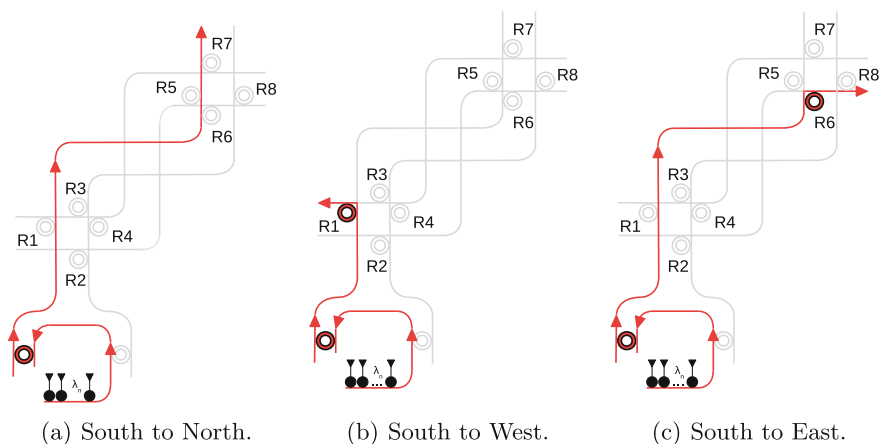 R7
R5
R8
R6
R3
R1
R4
R2
λn
(a) South to North.
R7
R5
R8
R6
R3
R1
R4
R2
λn
(b) South to West.
R7
R5
R8
R6
R3
R1
R4
R2
λn
(c) South to East.